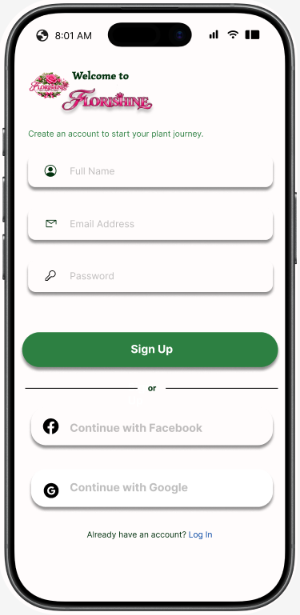 8:01 AM
Welcome to
FLORISHINE
Create an account to start your plant journey.
Full Name
Email Address
Password
Sign Up
or
Continue with Facebook
G
Continue with Google
Already have an account? Log In